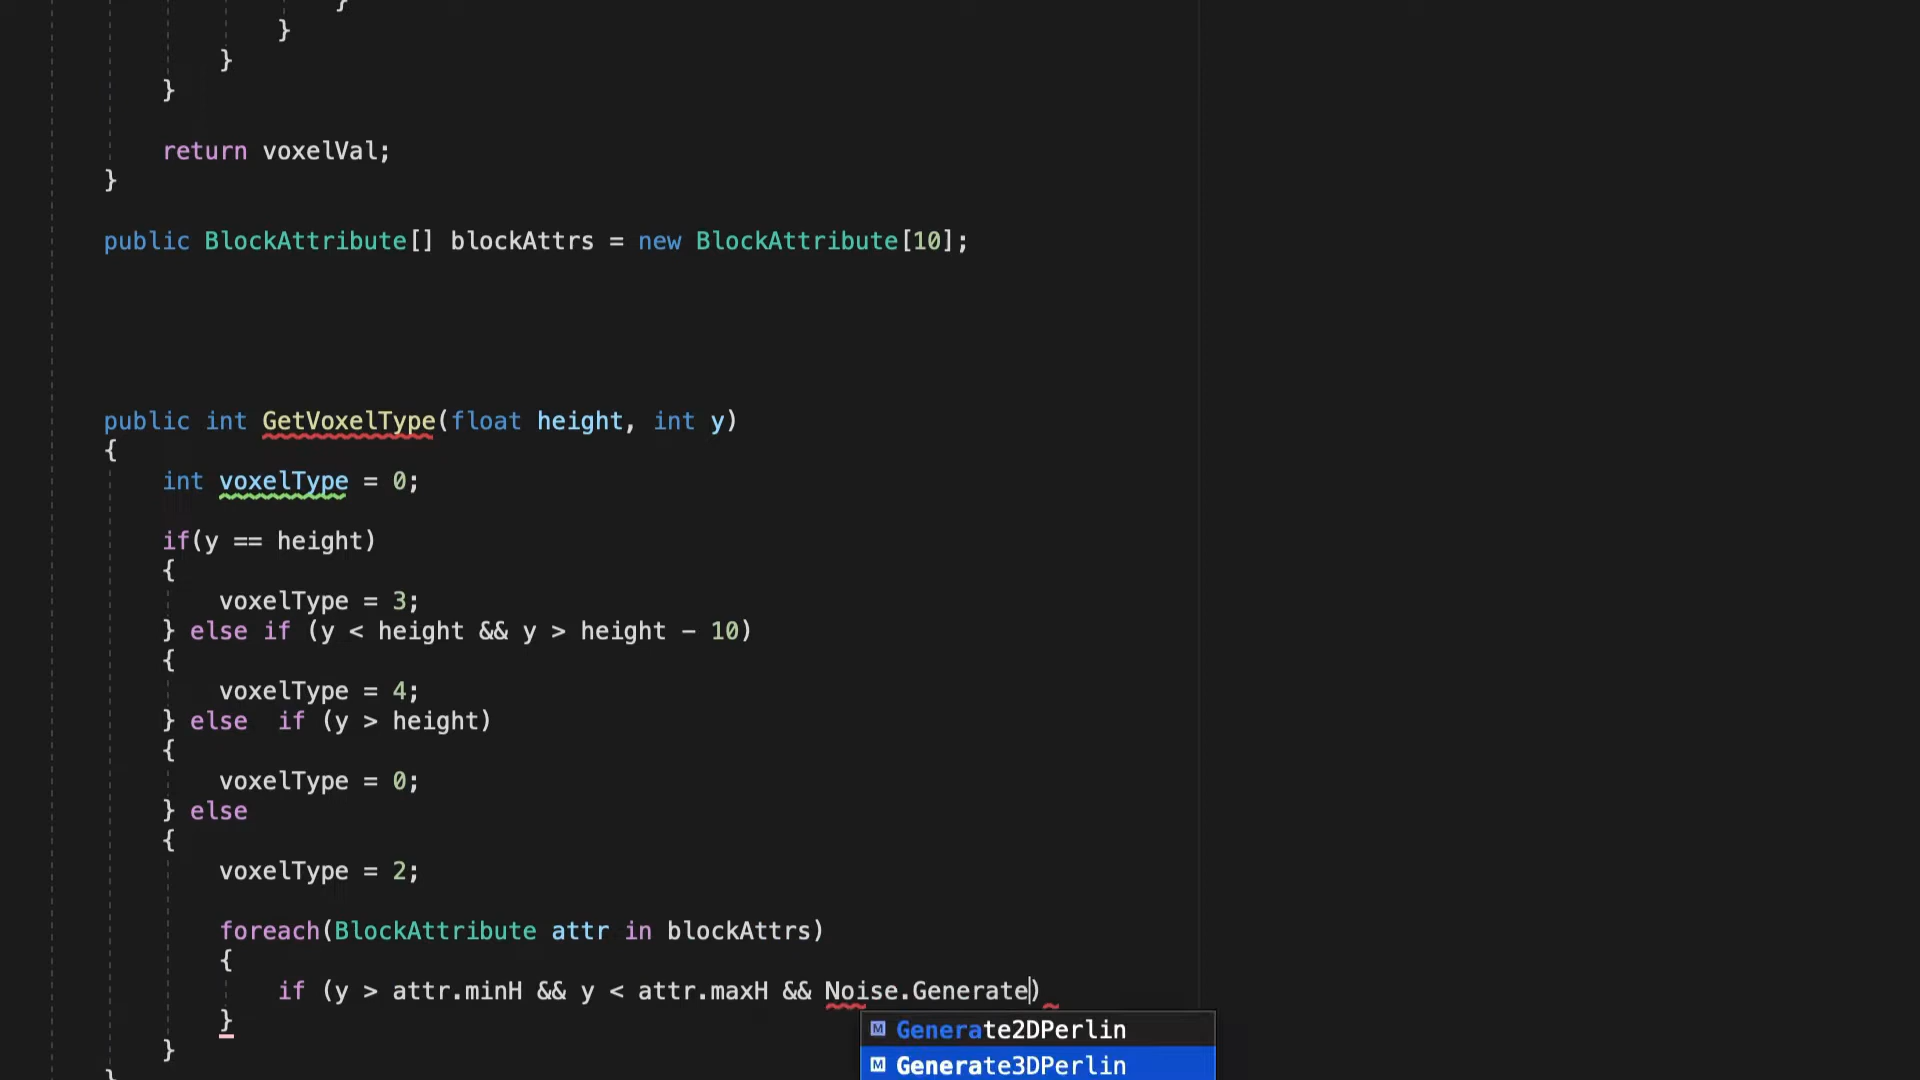 }
}
}
}
return voxelVal;
}
public BlockAttribute[] blockAttrs = new BlockAttribute[10];
public int GetVoxelType(float height, int y)
{
int voxelType = 0;
if(y == height)
{
voxelType = 3;
} else if (y < height && y > height - 10)
{
voxelType = 4;
} else  if (y > height)
{
voxelType = 0;
} else
{
voxelType = 2;
foreach(BlockAttribute attr in blockAttrs)
{
if (y > attr.minH && y < attr.maxH && Noise.Generate)
}
M Generate2DPerlin
}
M Generate3DPerlin
}